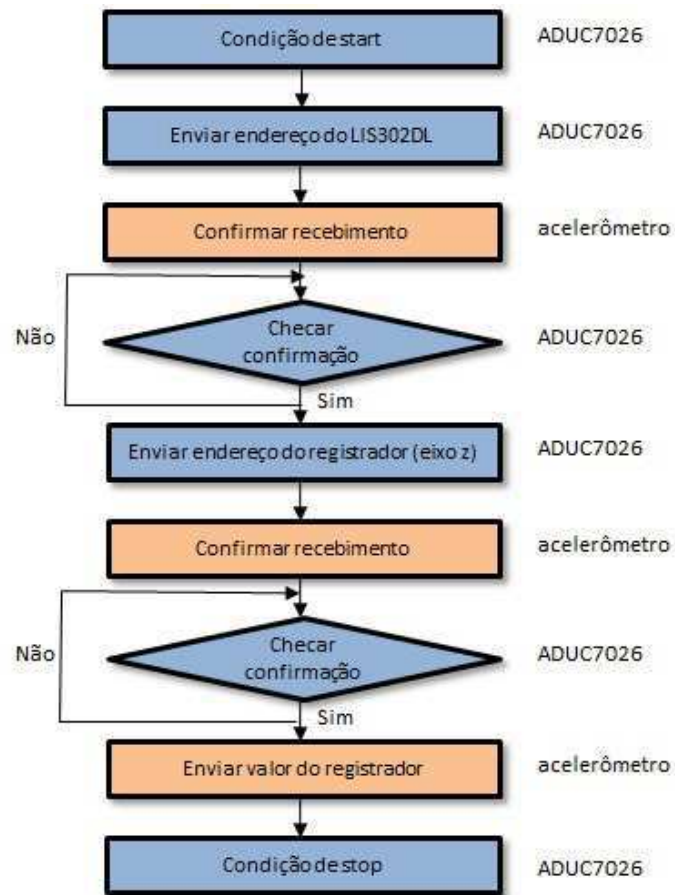 Condição de start
ADUC7026
Enviar endereço do LIS302DL
ADUC7026
Confirmar recebimento
acelerômetro
Não
Checar
confirmação
ADUC7026
Sim
Enviar endereço do registrador (eixo z)
ADUC7026
Confirmar recebimento
acelerômetro
Não
Checar
confirmação
ADUC7026
Sim
Enviar valor do registrador
acelerômetro
Condição de stop
ADUC7026